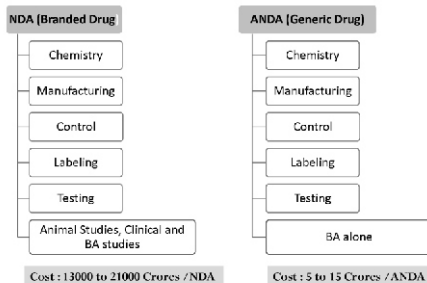 NDA (Branded Drug)
Chemistry
Manufacturing
Control
Labeling
Testing
Animal Studies, Clinical and
BA studies
Cost : 13000 to 21000 Crores /NDA
ANDA (Generic Drug)
Chemistry
Manufacturing
Control
Labeling
Testing
BA alone
Cost : 5 to 15 Crores /ANDA